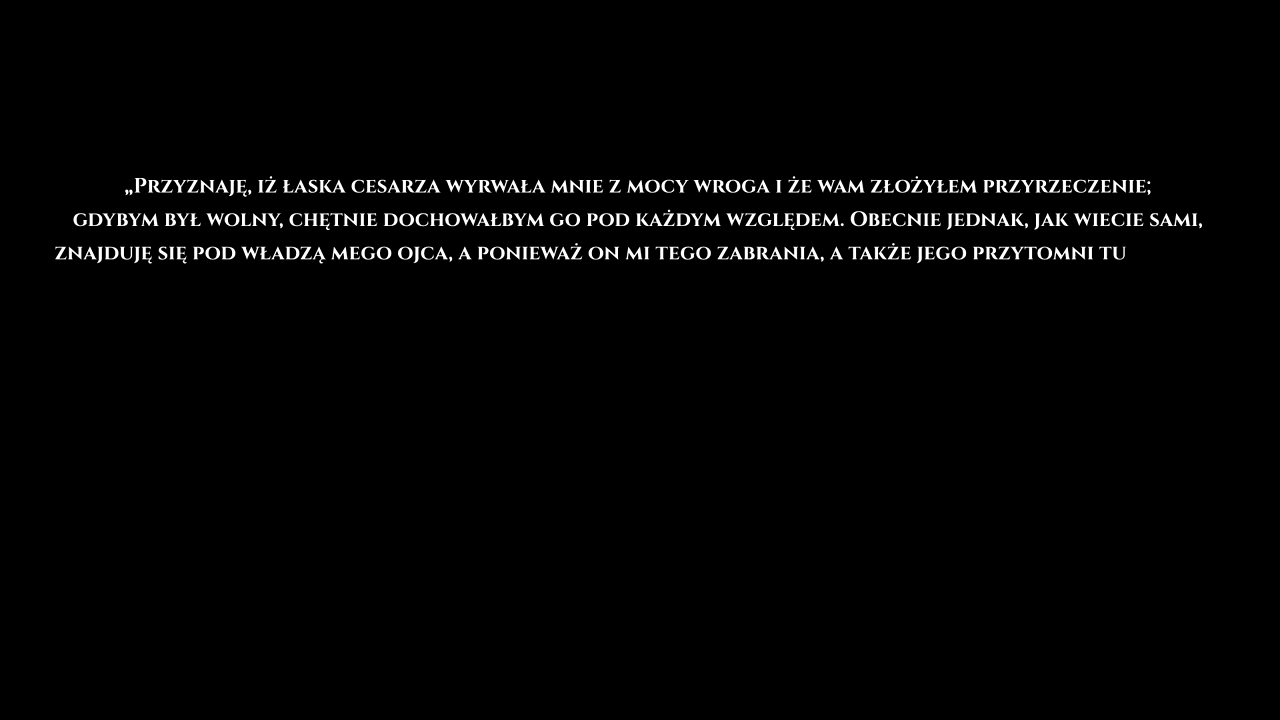 „Przyznaję, iż łaska cesarza wyrwała mnie z mocy wroga i że wam złożyłem przyrzeczenie;
gdybym był wolny, chętnie dochowałbym go pod każdym względem. Obecnie jednak, jak wiecie sami,
znajduję się pod władzą mego ojca, a ponieważ on mi tego zabrania, a także jego przytomni tu